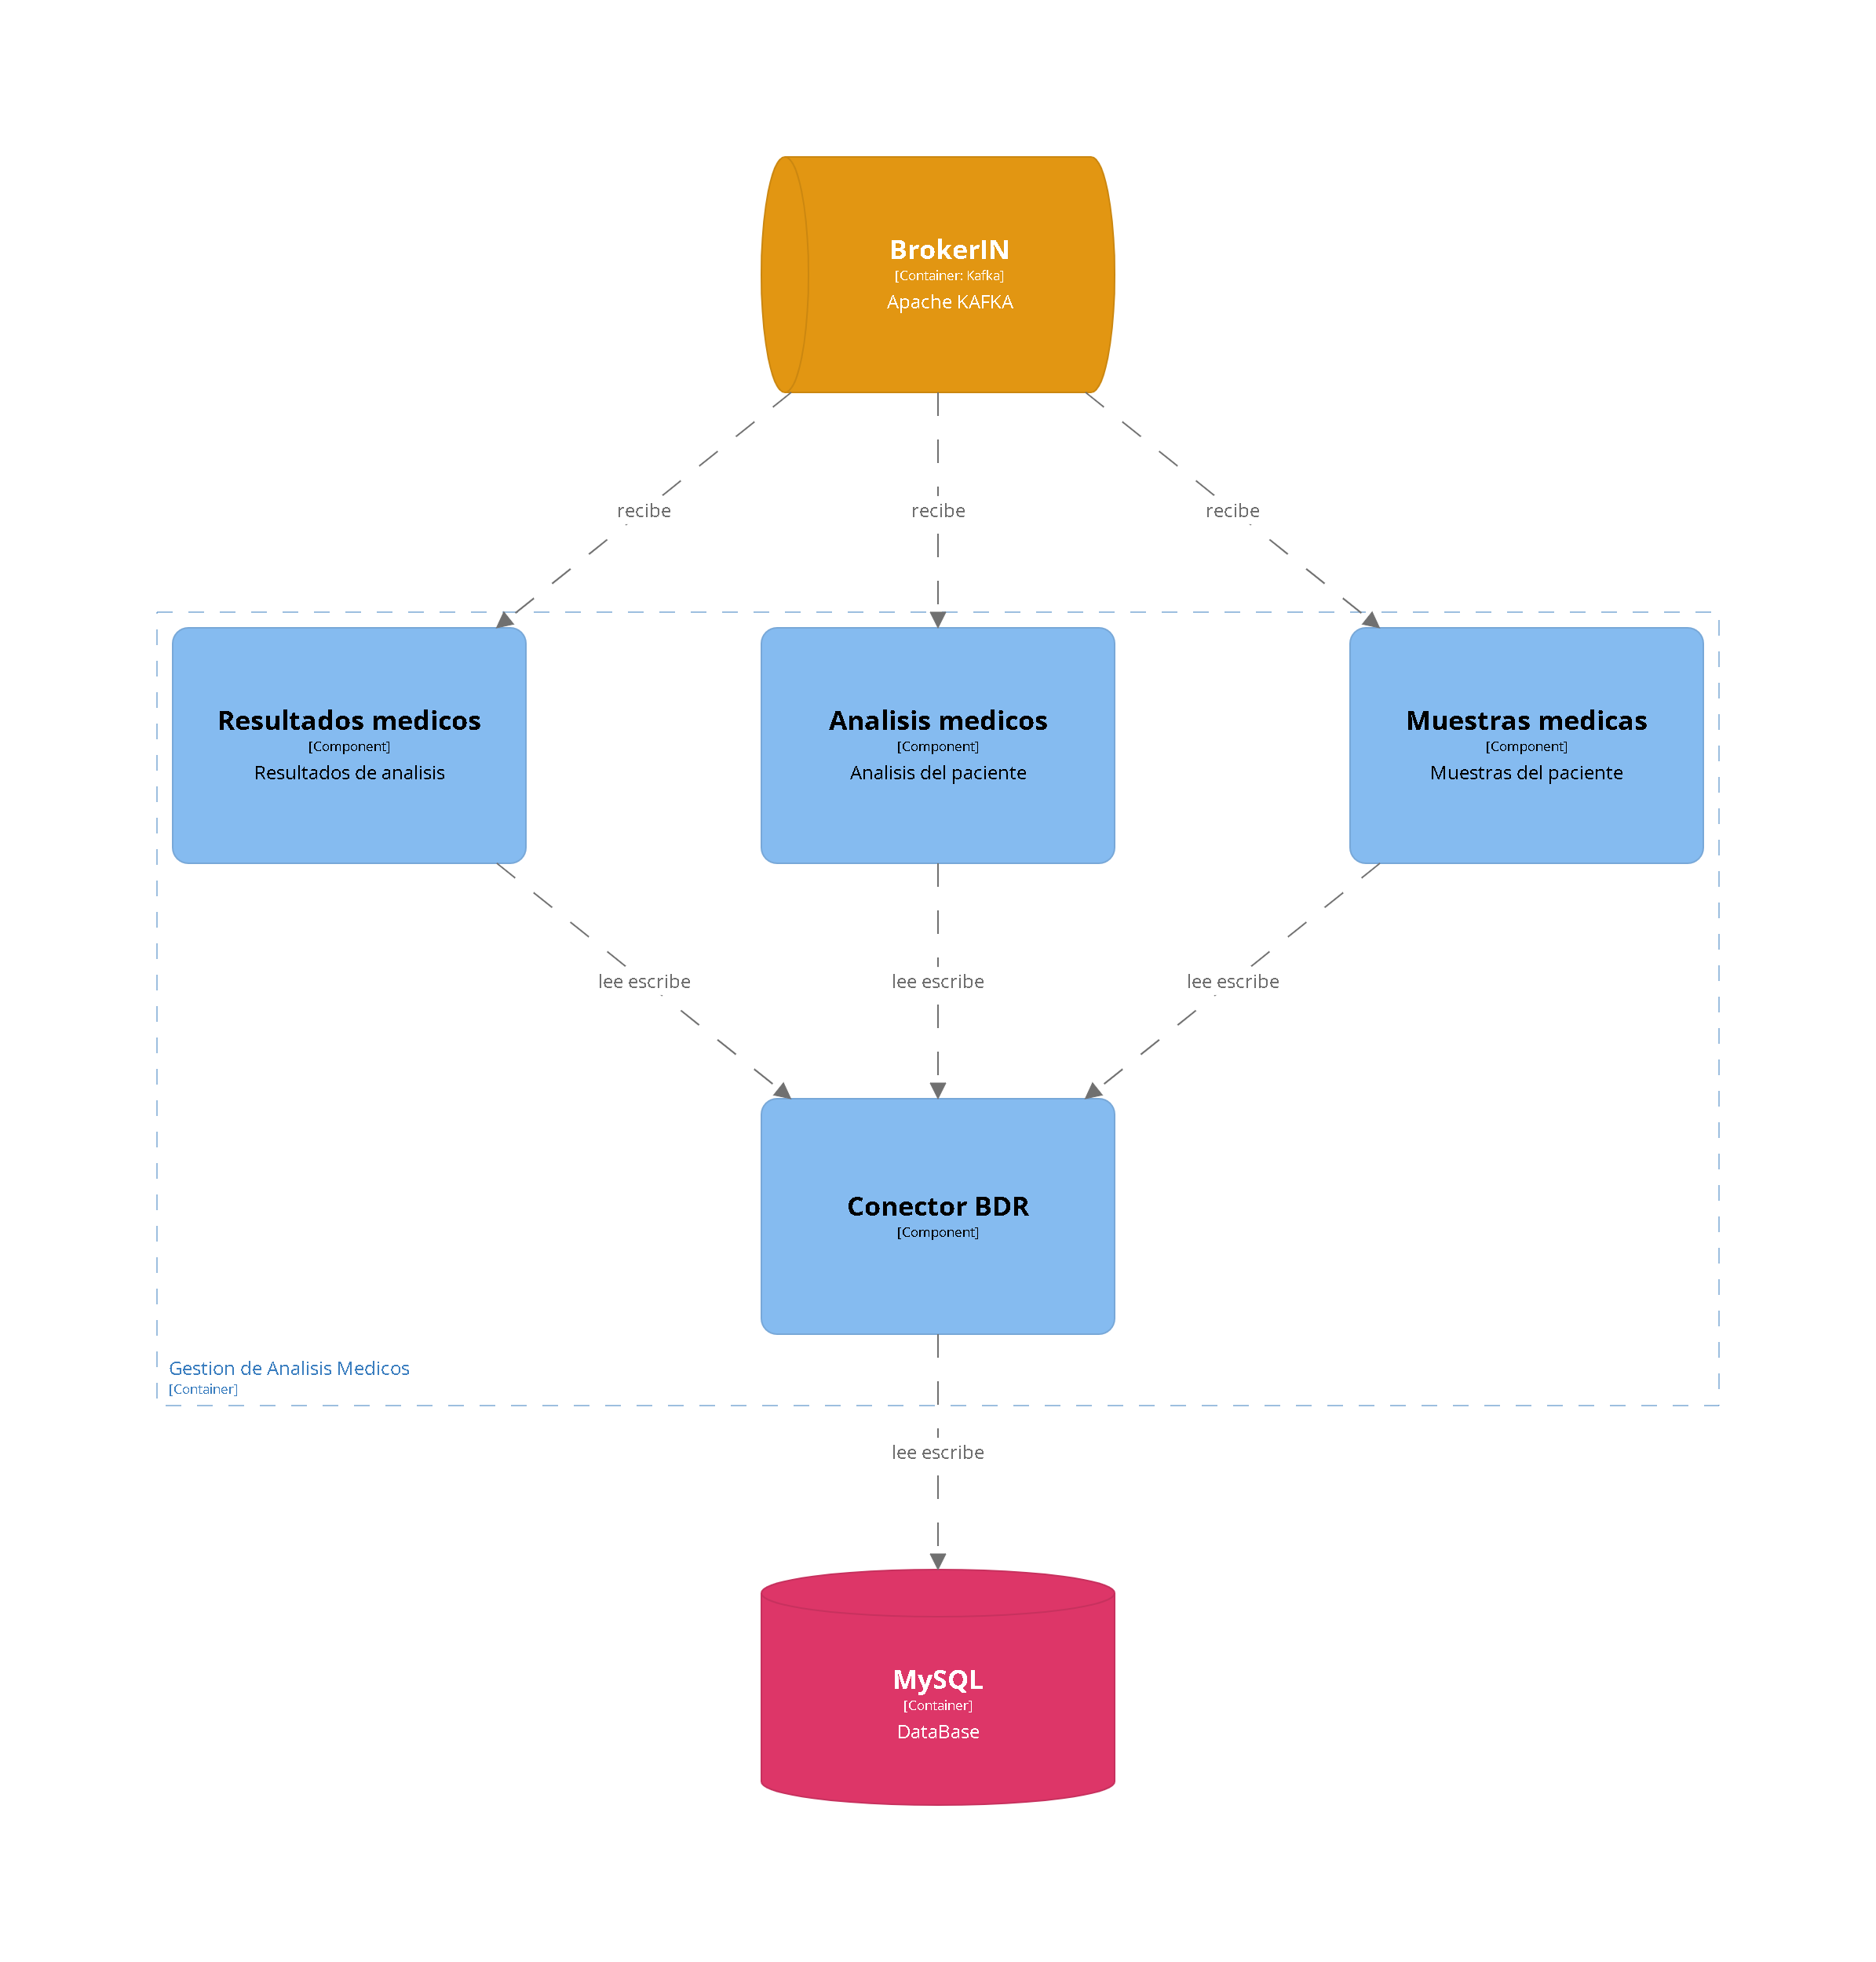 BrokerIN
[Container: Kafka]
Apache KAFKA
recibe
recibe
recibe
Resultados medicos
[Component]
Resultados de analisis
Analisis medicos
[Component]
Analisis del paciente
Muestras medicas
[Component]
Muestras del paciente
lee escribe
lee escribe
lee escribe
Conector BDR
[Component]
Gestion de Analisis Medicos
[Container]
lee escribe
MySQL
[Container]
DataBase